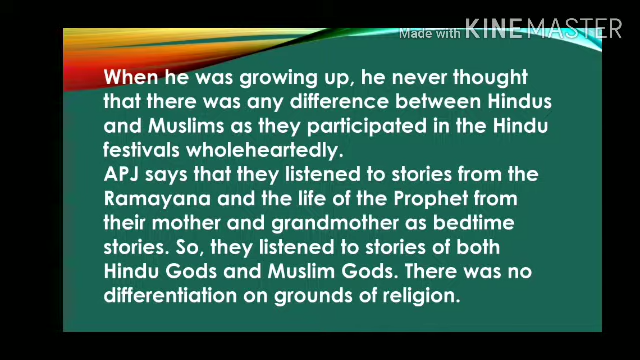 Made with KINEMASTER
When he was growing up, he never thought
that there was any difference between Hindus
and Muslims as they participated in the Hindu
festivals wholeheartedly.
APJ says that they listened to stories from the
Ramayana and the life of the Prophet from
their mother and grandmother as bedtime
stories. So, they listened to stories of both
Hindu Gods and Muslim Gods. There was no
differentiation on grounds of religion.